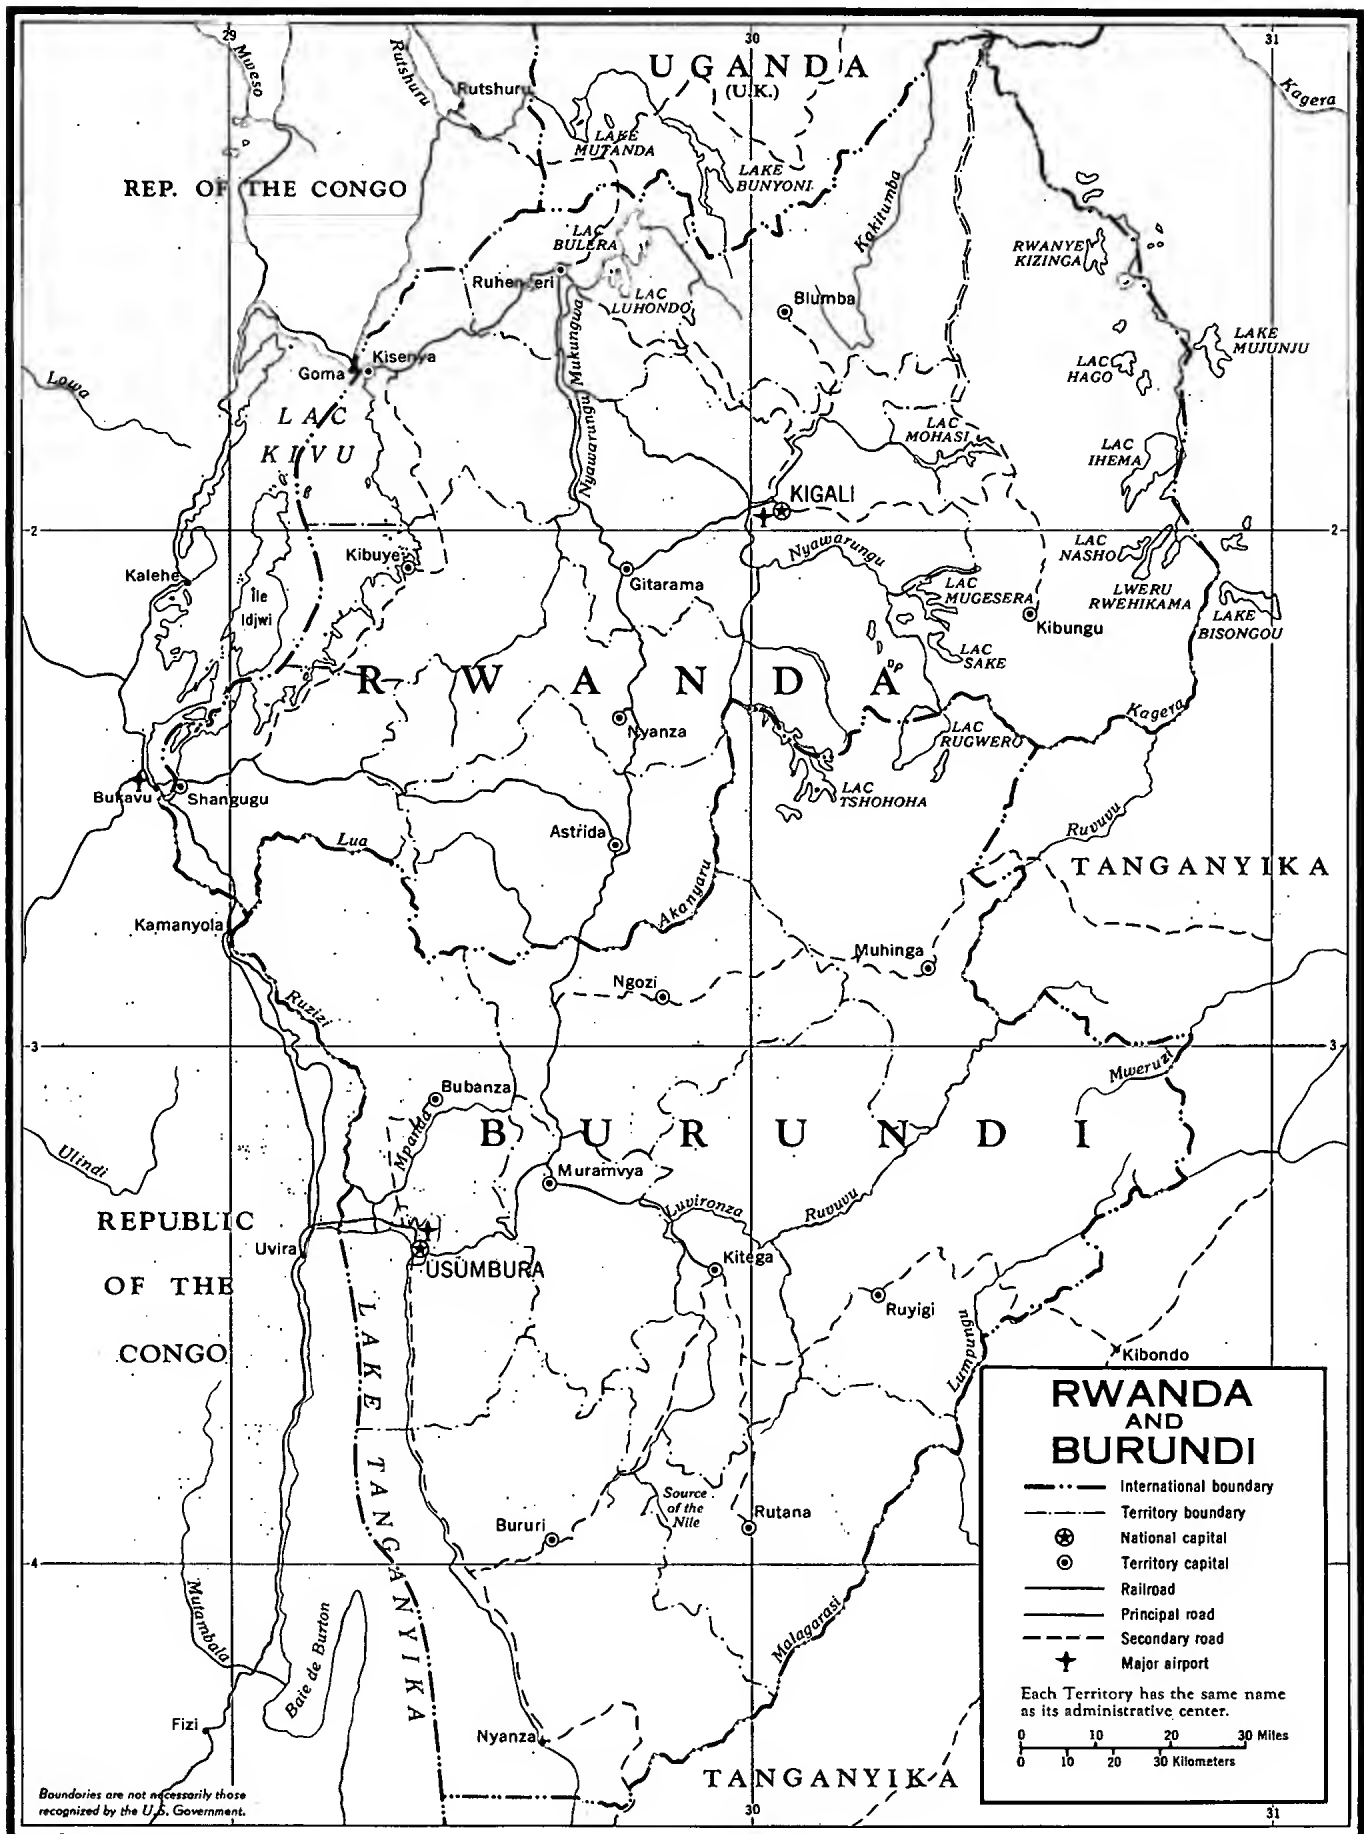 29
30
31
Mweso
Rutshuru
Rutshuru
UGANDA
(U.K.)
Kagera
LAKE
MUTANDA
LAKE
BUNYONI
REP. OF THE CONGO
Kakitumba
LAC
BULERA
RWANYE
KIZINGA
Ruhengeri
LAC
LUHONDO
Blumba
Mukungwa
LAKE
MUJUNJU
Kisenya
Goma
LAC
HAGO
Lowa
LAC
KIVU
Nyawarungu
LAC
MOHASI
LAC
IHEMA
KIGALI
2
2
Kibuye
Nyawarungu
LAC
NASHO
Kalehe
Île
Idjwi
Gitarama
LAC
MUGESERA
LWERU
RWEHIKAMA
LAKE
BISONGOU
Kibungu
LAC
SAKE
RWANDA
Nyanza
Kagera
LAC
RUGWERO
Bukavu
Shangugu
LAC
TSHOHOHA
Astrida
Lua
Ruvuvu
TANGANYIKA
Akanyaru
Kamanyola
Muhinga
Ngozi
Ruzizi
3
3
Mweruzi
Bubanza
Mpanda
BURUNDI
Ulindi
Muramvya
Luvironza
Ruvuvu
REPUBLIC
OF THE
CONGO
Uvira
USUMBURA
Kitega
Ruyigi
Lumpungu
Kibondo
LAKE TANGANYIKA
Source
of the
Nile
Bururi
Rutana
4
Mutambala
Baie de Burton
Malagarasi
Fizi
Nyanza
TANGANYIKA
RWANDA
AND
BURUNDI
International boundary
Territory boundary
National capital
Territory capital
Railroad
Principal road
Secondary road
Major airport
Each Territory has the same name
as its administrative center.
0 10 20 30 Miles
0 10 20 30 Kilometers
Boundaries are not necessarily those
recognized by the U.S. Government.
30
31